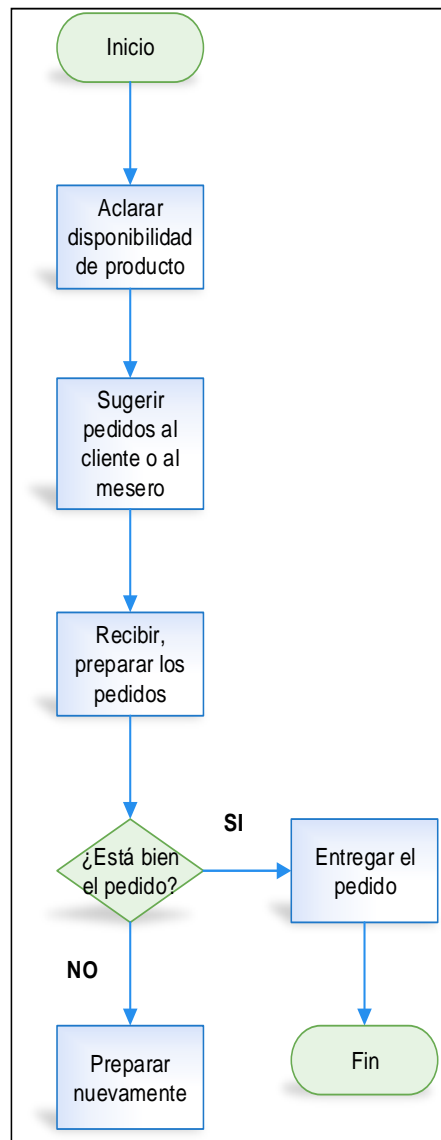 Inicio
Aclarar
disponibilidad
de producto
Sugerir
pedidos al
cliente o al
mesero
Recibir,
preparar los
pedidos
¿Está bien
el pedido?
SI
Entregar el
pedido
NO
Preparar
nuevamente
Fin